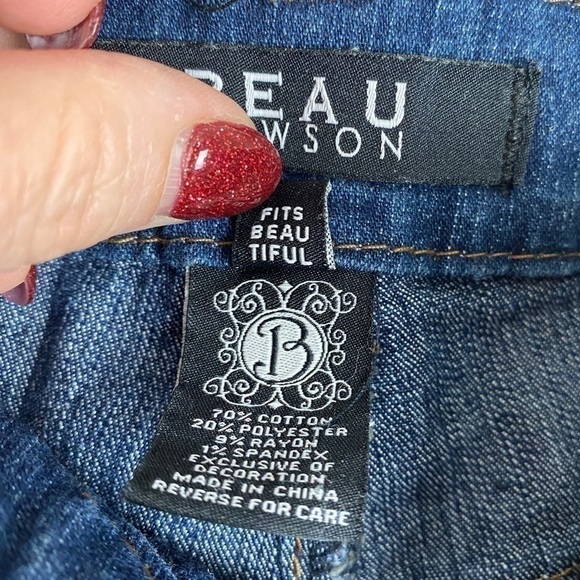 BEAU
WSON
FITS
BEAU
TIFUL
B
70% COTTON
20% POLYESTER
9% RAYON
1% SPANDEX
EXCLUSIVE OF
DECORATION
MADE IN CHINA
REVERSE FOR CARE